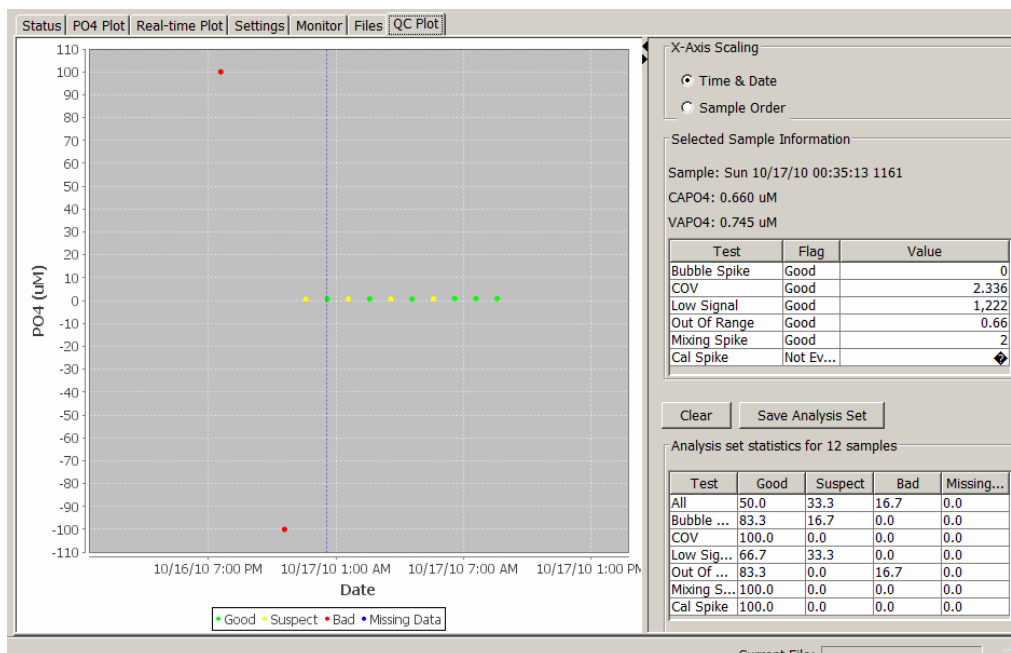 Status PO4 Plot Real-time Plot Settings Monitor Files QC Plot
110
100
90
80
70
60
50
40
30
20
10
0
-10
-20
-30
-40
-50
-60
-70
-80
-90
-100
-110
PO4 (uM)
10/16/10 7:00 PM 10/17/10 1:00 AM 10/17/10 7:00 AM 10/17/10 1:00 PM
Date
Good Suspect Bad Missing Data
X-Axis Scaling
Time & Date
Sample Order
Selected Sample Information
Sample: Sun 10/17/10 00:35:13 1161
CAPO4: 0.660 uM
VAPO4: 0.745 uM
Test Flag Value
Bubble Spike Good 0
COV Good 2.336
Low Signal Good 1,222
Out Of Range Good 0.66
Mixing Spike Good 2
Cal Spike Not Ev... �
Clear Save Analysis Set
Analysis set statistics for 12 samples
Test Good Suspect Bad Missing...
All 50.0 33.3 16.7 0.0
Bubble ... 83.3 16.7 0.0 0.0
COV 100.0 0.0 0.0 0.0
Low Sig... 66.7 33.3 0.0 0.0
Out Of ... 83.3 0.0 16.7 0.0
Mixing S... 100.0 0.0 0.0 0.0
Cal Spike 100.0 0.0 0.0 0.0
Current File: